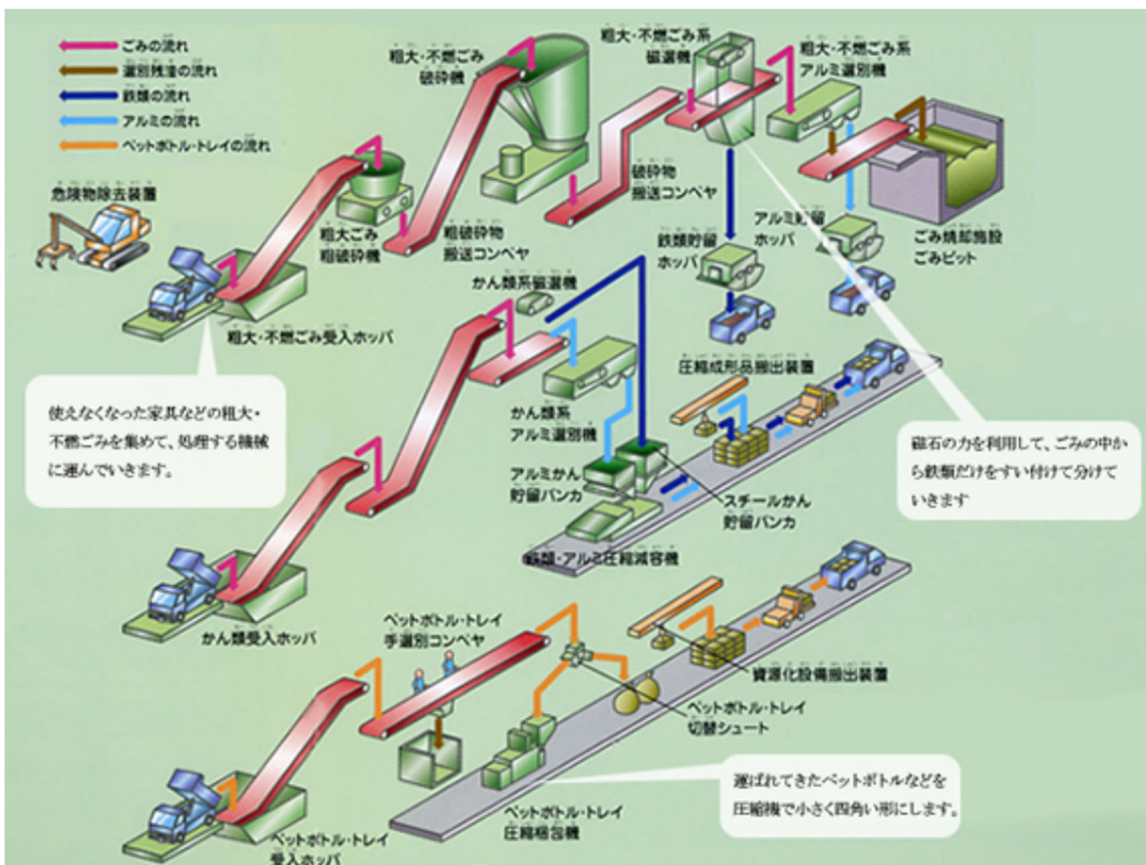 ごみの流れ
選別残渣の流れ
鉄類の流れ
アルミの流れ
ペットボトル・トレイの流れ
危険物除去装置
粗大・不燃ごみ
破砕機
粗大・不燃ごみ系
磁選機
粗大・不燃ごみ系
アルミ選別機
粗大ごみ
粗破砕機
粗破砕物
搬送コンベヤ
破砕物
搬送コンベヤ
鉄類貯留
ホッパ
アルミ貯留
ホッパ
ごみ焼却施設
ごみピット
粗大・不燃ごみ受入ホッパ
使えなくなった家具などの粗大・
不燃ごみを集めて、処理する機械
に運んでいきます。
磁石の力を利用して、ごみの中か
ら鉄類だけをすい付けて分けて
いきます
かん類系磁選機
かん類系
アルミ選別機
圧縮成形品搬出装置
アルミかん
貯留バンカ
スチールかん
貯留バンカ
鉄類・アルミ圧縮減容機
かん類受入ホッパ
ペットボトル・トレイ
手選別コンベヤ
資源化設備搬出装置
ペットボトル・トレイ
切替シュート
ペットボトル・トレイ
圧縮梱包機
運ばれてきたペットボトルなどを
圧縮機で小さく四角い形にします。
ペットボトル・トレイ
受入ホッパ